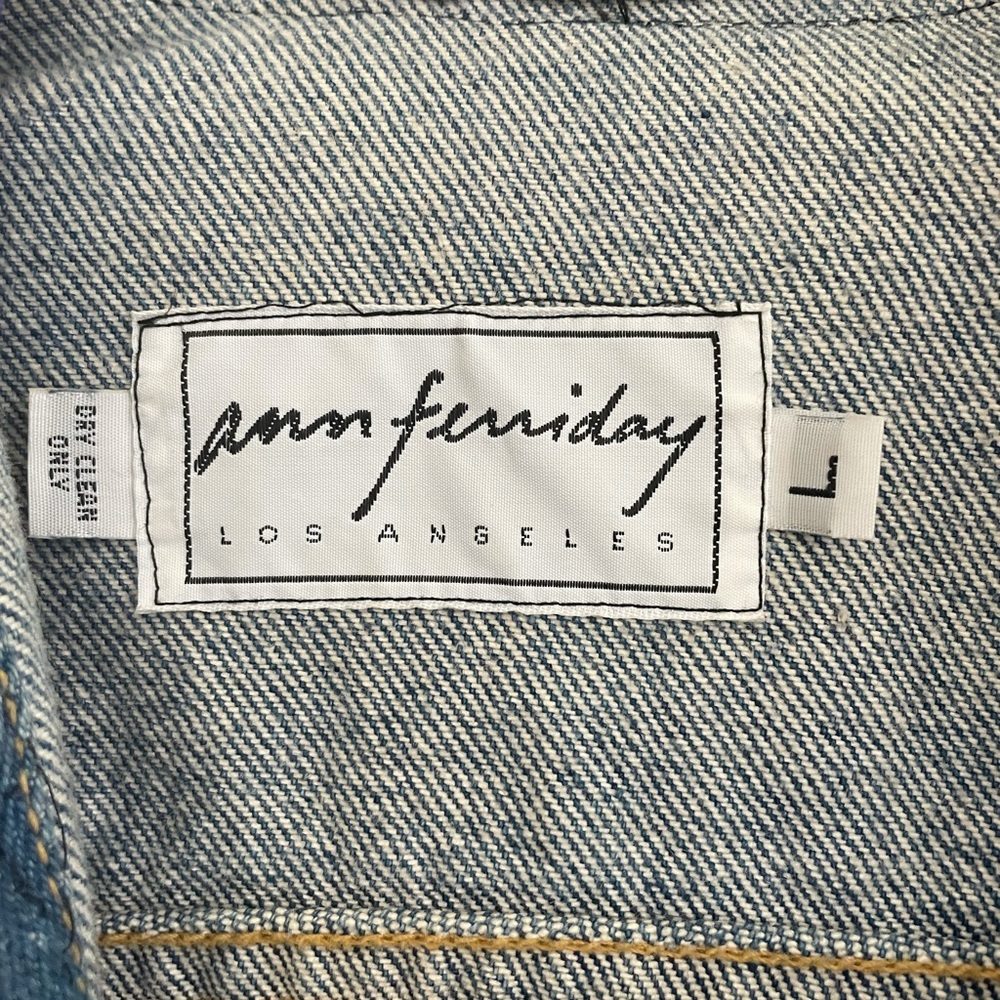 DRY CLEAN
ONLY
ann ferriday
LOS ANGELES
L